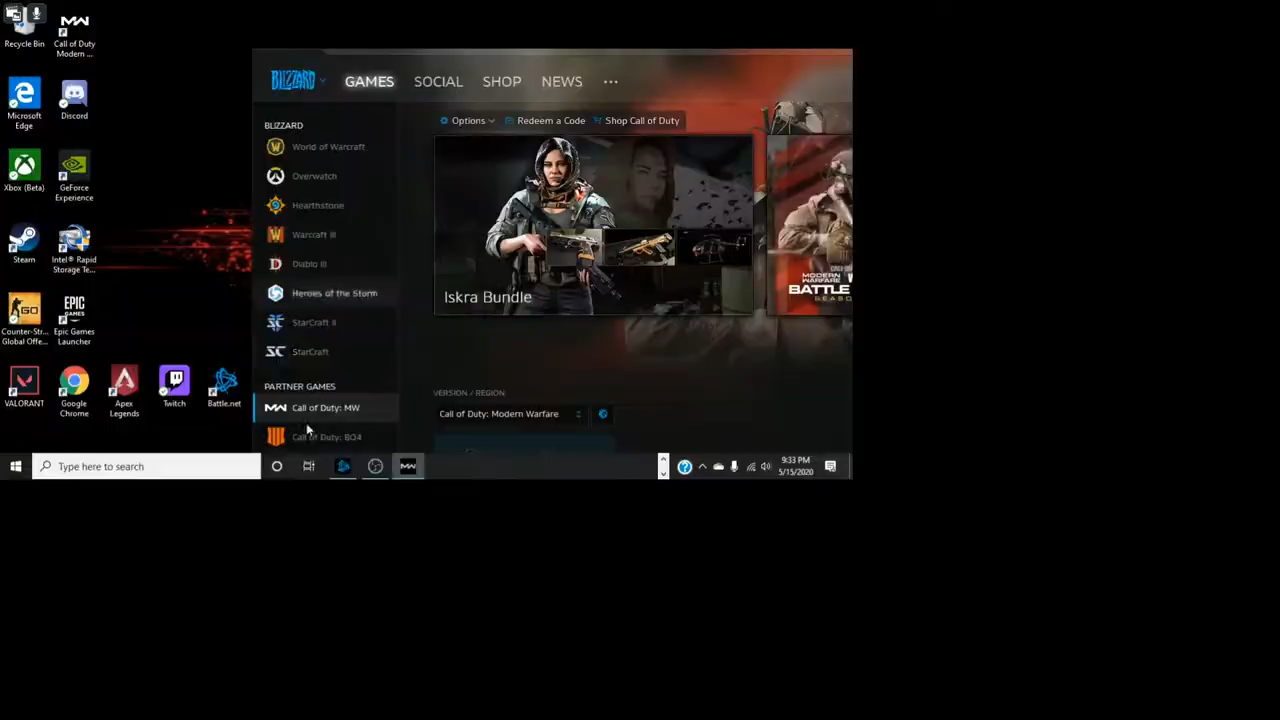 Recycle Bin
Call of Duty
Modern ...
Microsoft
Edge
Discord
Xbox (Beta)
GeForce
Experience
Steam
Intel® Rapid
Storage Te...
Counter-Str...
Global Offe...
EPIC
GAMES
Epic Games
Launcher
VALORANT
Google
Chrome
Apex
Legends
Twitch
Battle.net
BLIZZARD
GAMES
SOCIAL
SHOP
NEWS
BLIZZARD
World of Warcraft
Overwatch
Hearthstone
Warcraft III
Diablo III
Heroes of the Storm
StarCraft II
StarCraft
PARTNER GAMES
Call of Duty: MW
Call of Duty: BO4
Options
Redeem a Code
Shop Call of Duty
Iskra Bundle
MODERN
WARFARE
BATTLE
VERSION / REGION
Call of Duty: Modern Warfare
Type here to search
9:33 PM
5/15/2020